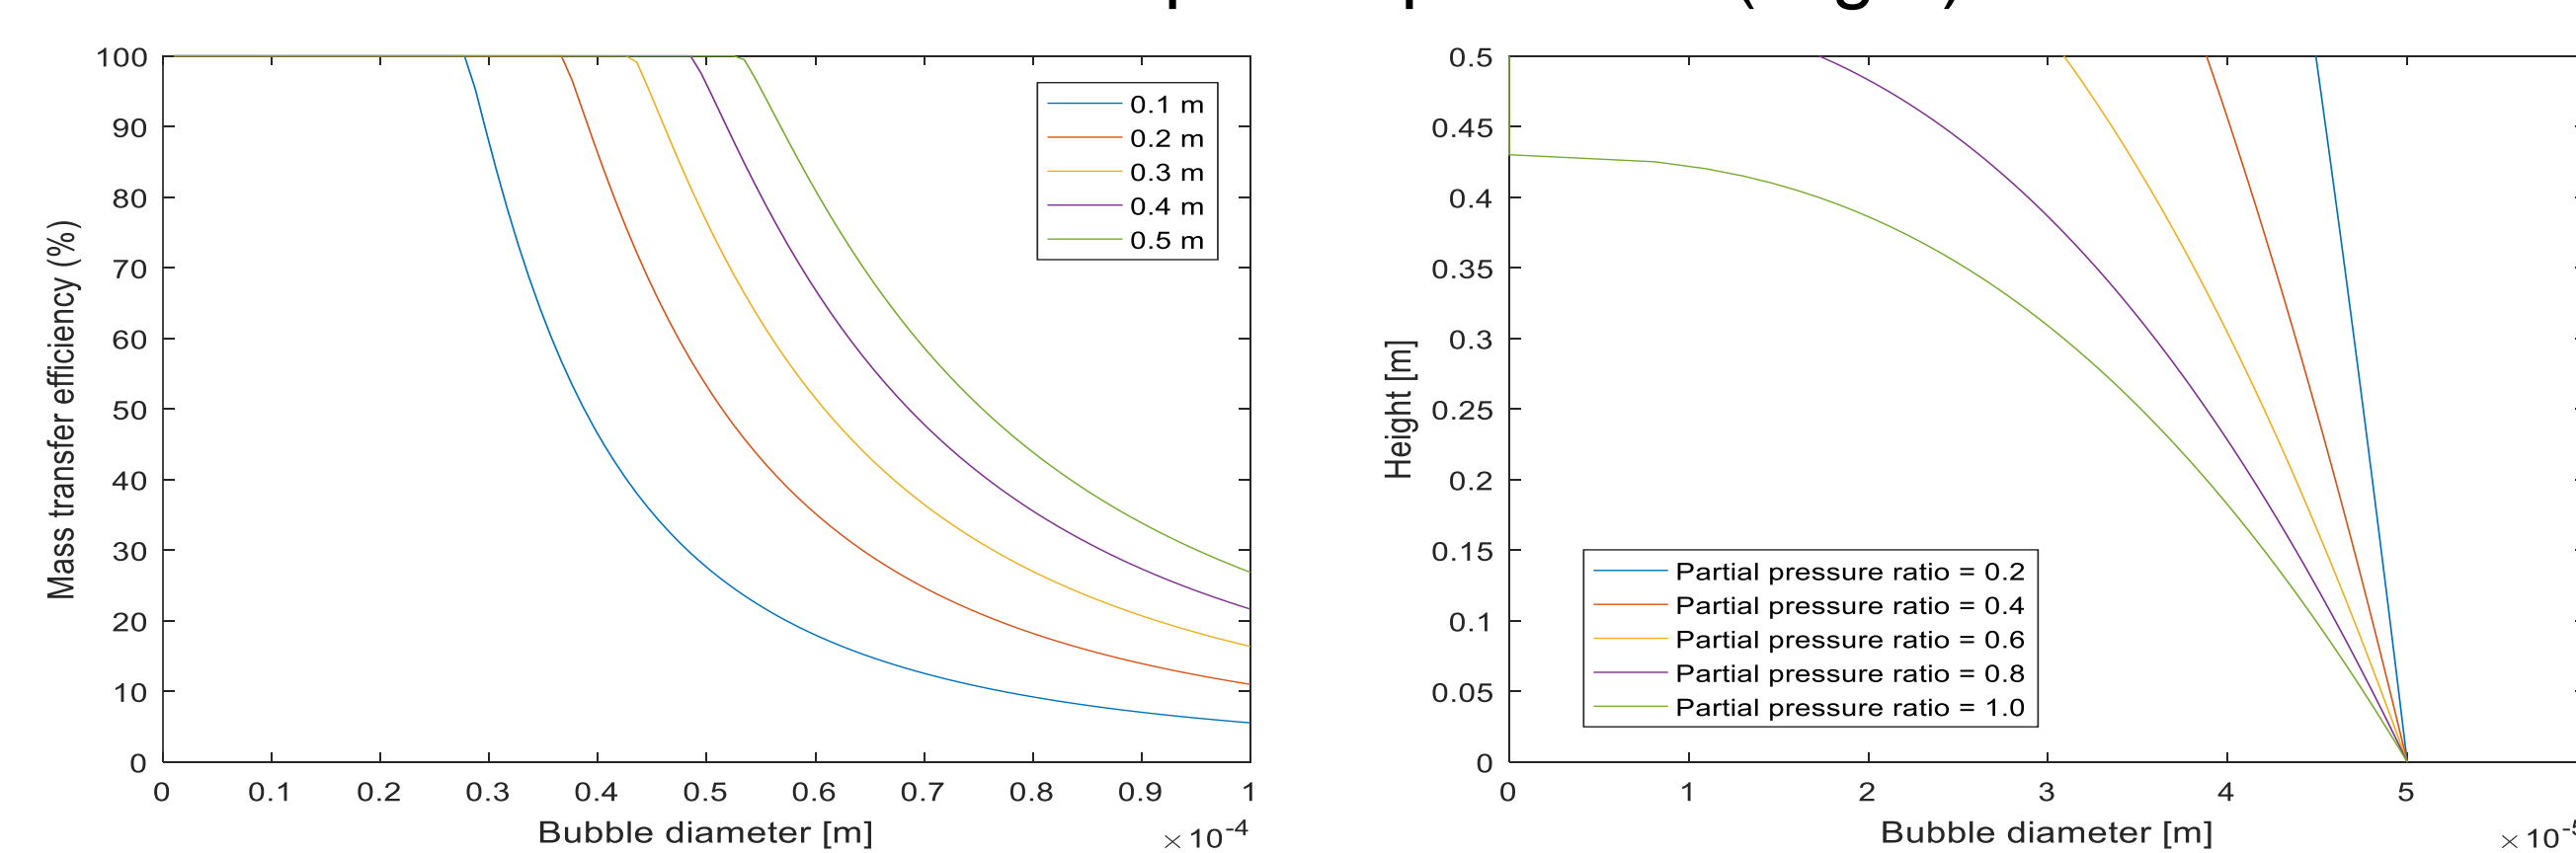 100
90
80
70
60
50
40
30
20
10
0
Mass transfer efficiency (%)
0.1 m
0.2 m
0.3 m
0.4 m
0.5 m
0 0.1 0.2 0.3 0.4 0.5 0.6 0.7 0.8 0.9 1
Bubble diameter [m]
×10-4
0.5
0.45
0.4
0.35
0.3
0.25
0.2
0.15
0.1
0.05
0
Height [m]
Partial pressure ratio = 0.2
Partial pressure ratio = 0.4
Partial pressure ratio = 0.6
Partial pressure ratio = 0.8
Partial pressure ratio = 1.0
0 1 2 3 4 5
Bubble diameter [m]
×10-5